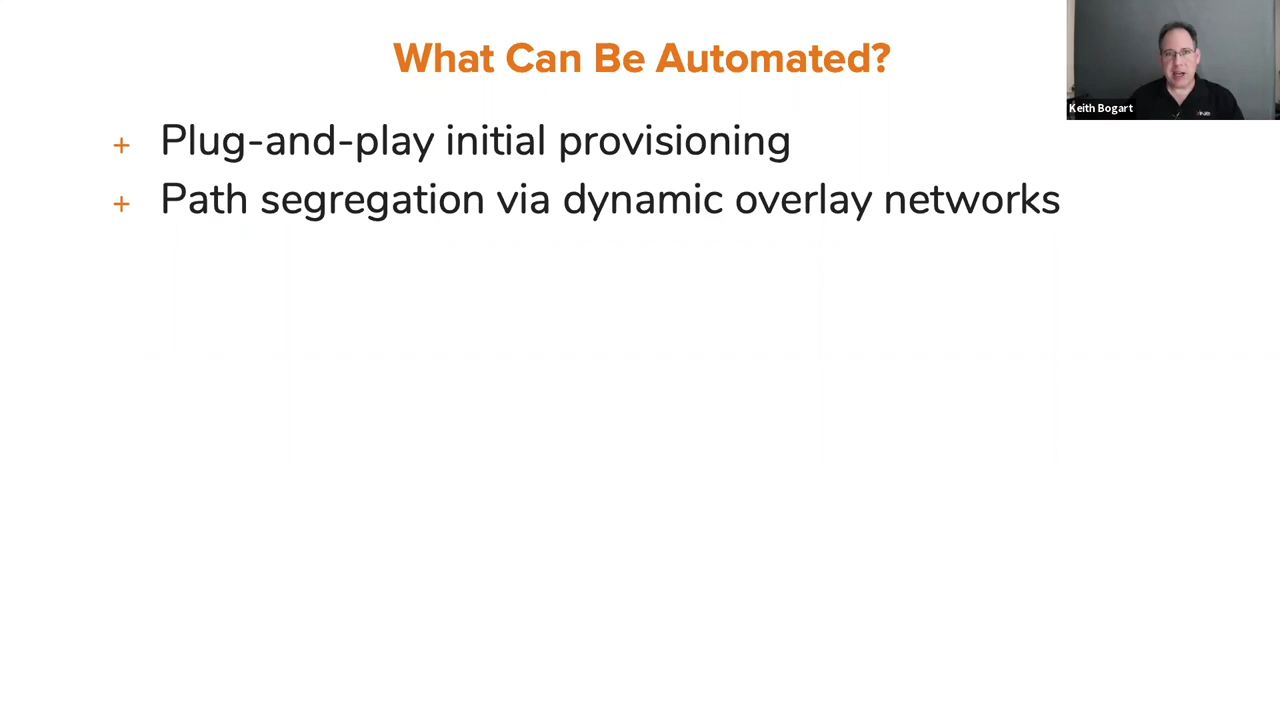 What Can Be Automated?
Keith Bogart
+ Plug-and-play initial provisioning
+ Path segregation via dynamic overlay networks